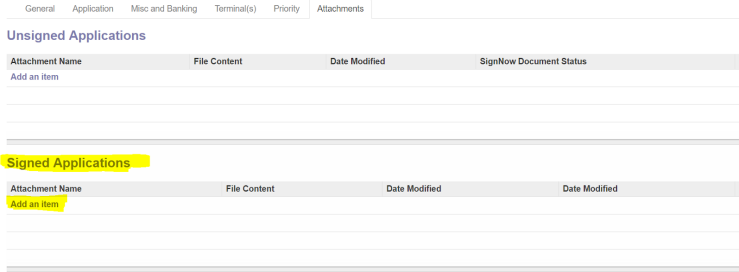 General Application Misc and Banking Terminal(s) Priority Attachments
Unsigned Applications
Attachment Name File Content Date Modified SignNow Document Status
Add an item
Signed Applications
Attachment Name File Content Date Modified Date Modified
Add an item